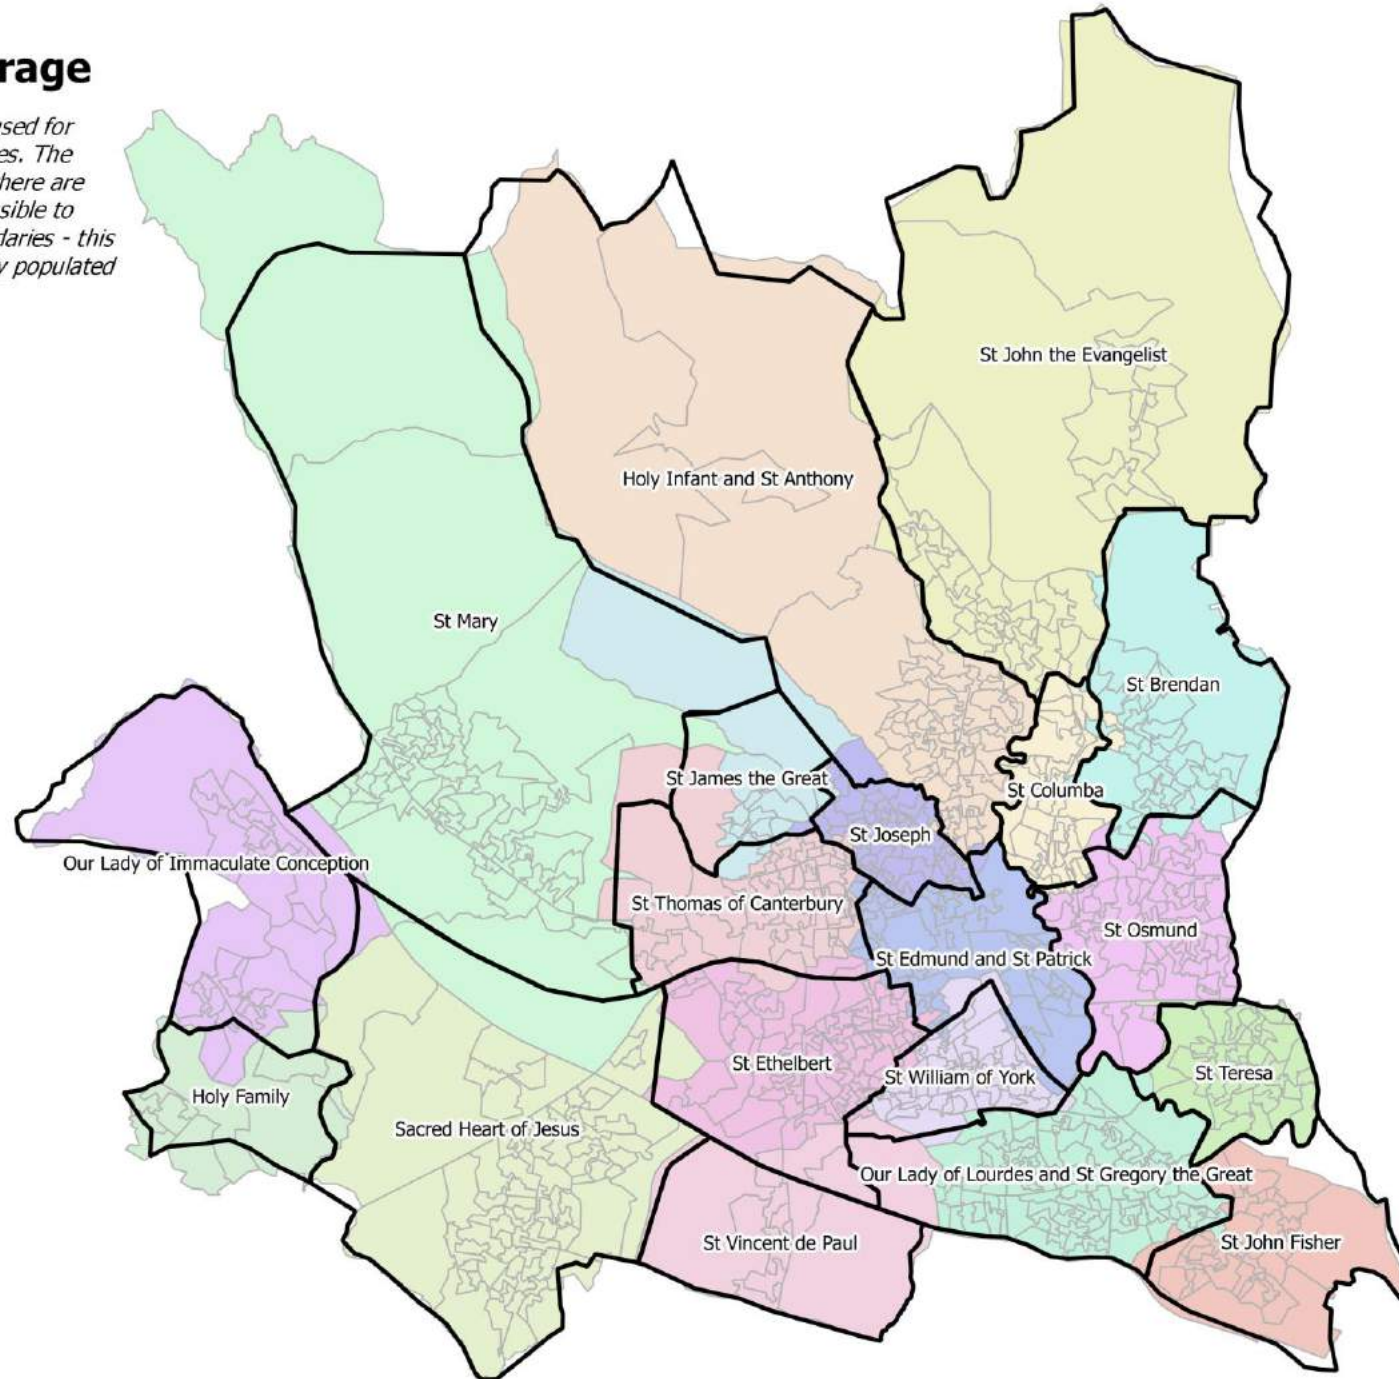 rage
sed for
es. The
here are
sible to
daries - this
y populated
St John the Evangelist
Holy Infant and St Anthony
St Mary
St Brendan
St James the Great
St Columba
St Joseph
Our Lady of Immaculate Conception
St Thomas of Canterbury
St Osmund
St Edmund and St Patrick
St Ethelbert
St William of York
St Teresa
Holy Family
Sacred Heart of Jesus
Our Lady of Lourdes and St Gregory the Great
St Vincent de Paul
St John Fisher